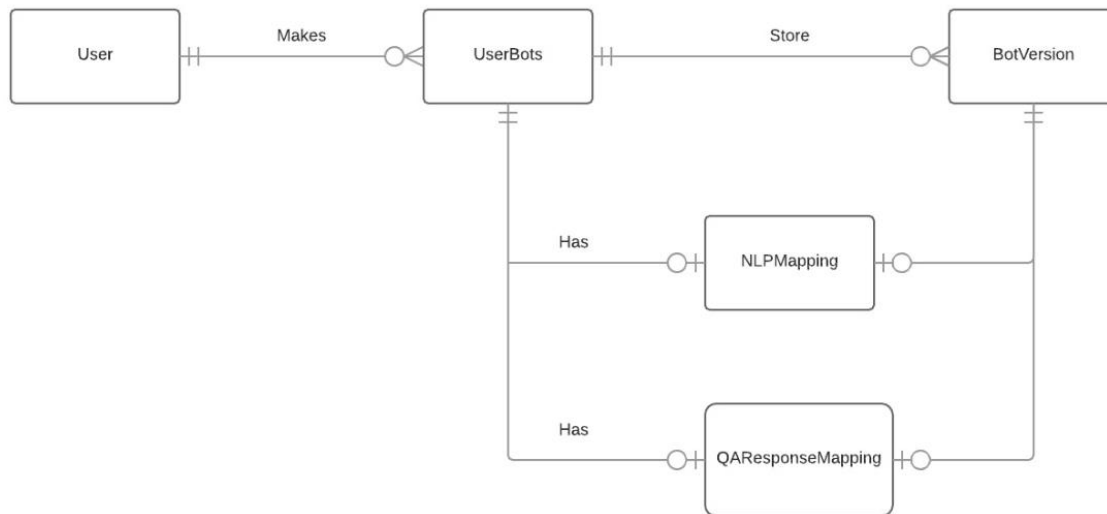 Makes
Store
User
UserBots
BotVersion
Has
NLPMapping
Has
QAResponseMapping